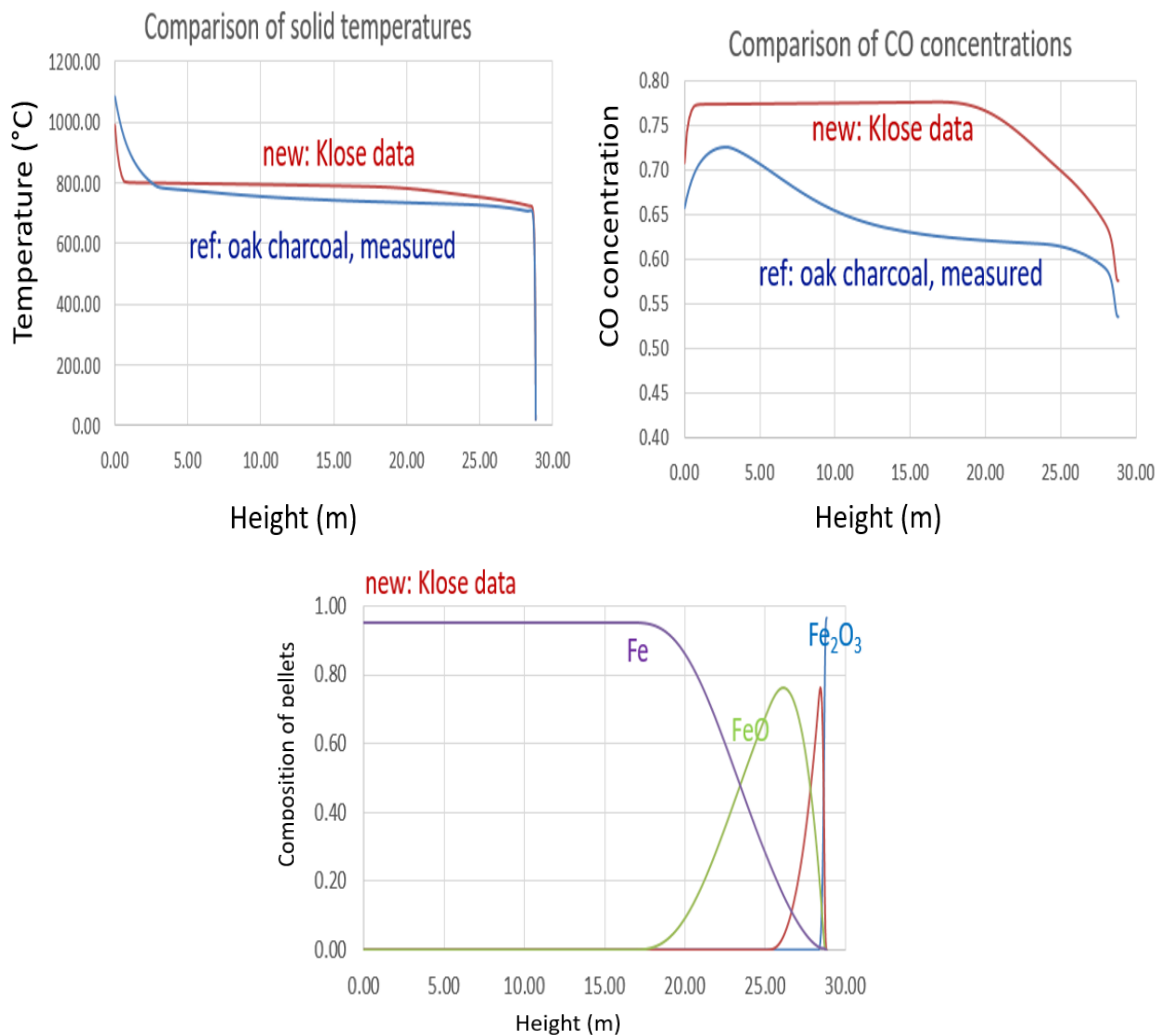 Comparison of solid temperatures
1200.00
1000.00
800.00
600.00
400.00
200.00
0.00
Temperature (°C)
new: Klose data
ref: oak charcoal, measured
0.00 5.00 10.00 15.00 20.00 25.00 30.00
Height (m)
Comparison of CO concentrations
0.80
0.75
0.70
0.65
0.60
0.55
0.50
0.45
0.40
CO concentration
new: Klose data
ref: oak charcoal, measured
0.00 5.00 10.00 15.00 20.00 25.00 30.00
Height (m)
new: Klose data
1.00
0.80
0.60
0.40
0.20
0.00
Composition of pellets
Fe
FeO
Fe₂O₃
0.00 5.00 10.00 15.00 20.00 25.00 30.00
Height (m)